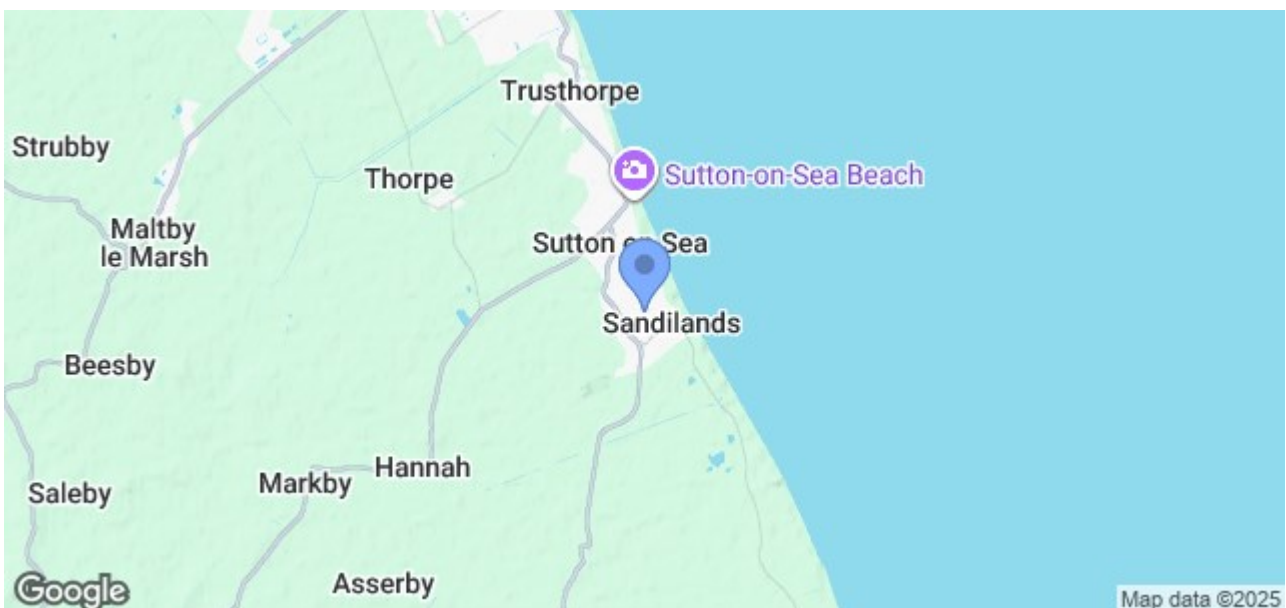 Trusthorpe
Strubby
Sutton-on-Sea Beach
Thorpe
Maltby
le Marsh
Sutton on Sea
Sandilands
Beesby
Hannah
Markby
Saleby
Asserby
Google
Map data ©2025